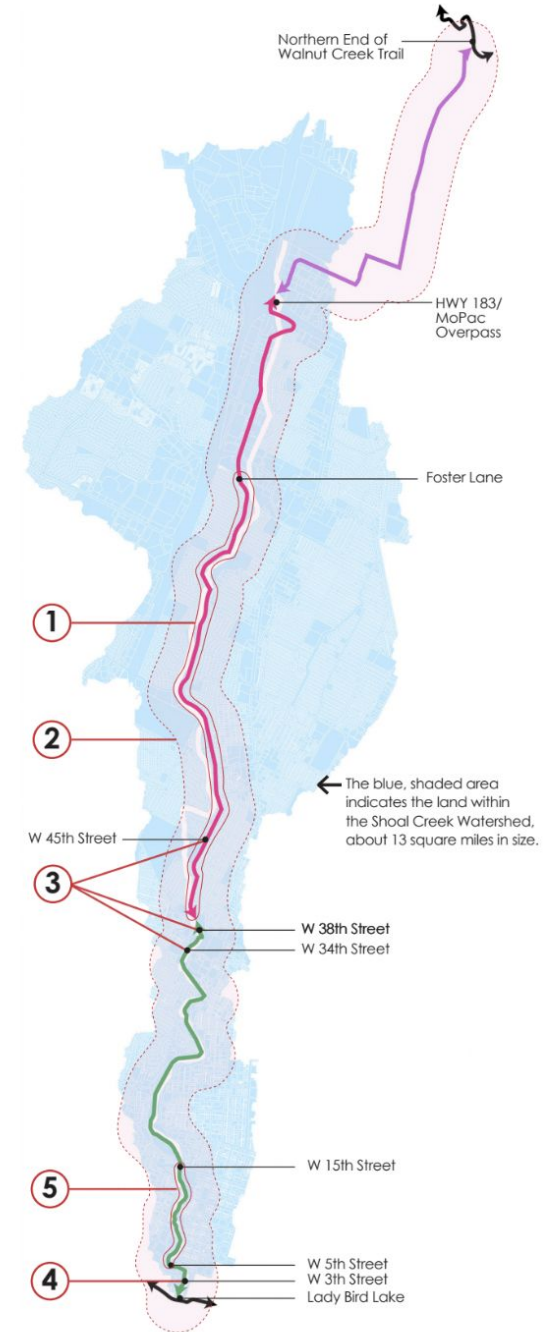 Northern End of
Walnut Creek Trail
HWY 183/
MoPac
Overpass
Foster Lane
1
2
The blue, shaded area
indicates the land within
the Shoal Creek Watershed,
about 13 square miles in size.
W 45th Street
3
W 38th Street
W 34th Street
W 15th Street
5
W 5th Street
4
W 3th Street
Lady Bird Lake